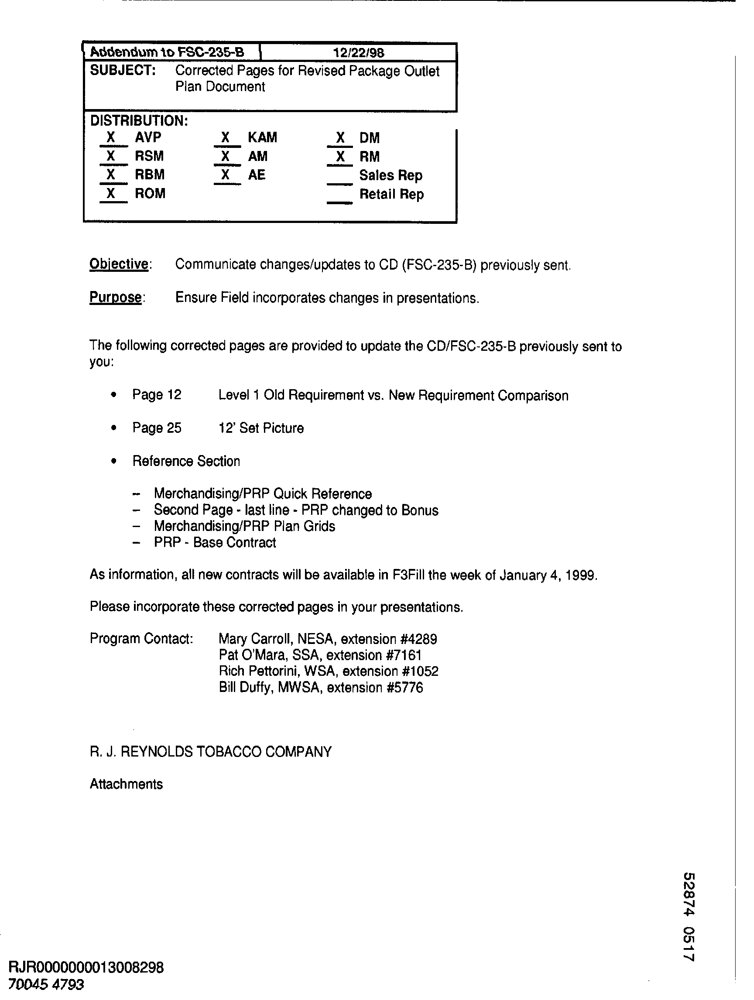 Addendum to FSC-235-B 12/22/98
SUBJECT: Corrected Pages for Revised Package Outlet
Plan Document
DISTRIBUTION:
X AVP X KAM X DM
X RSM X AM X RM
X RBM X AE ___ Sales Rep
X ROM ___ Retail Rep
Objective: Communicate changes/updates to CD (FSC-235-B) previously sent.
Purpose: Ensure Field incorporates changes in presentations.
The following corrected pages are provided to update the CD/FSC-235-B previously sent to
you:
• Page 12 Level 1 Old Requirement vs. New Requirement Comparison
• Page 25 12' Set Picture
• Reference Section
– Merchandising/PRP Quick Reference
– Second Page - last line - PRP changed to Bonus
– Merchandising/PRP Plan Grids
– PRP - Base Contract
As information, all new contracts will be available in F3Fill the week of January 4, 1999.
Please incorporate these corrected pages in your presentations.
Program Contact: Mary Carroll, NESA, extension #4289
Pat O'Mara, SSA, extension #7161
Rich Pettorini, WSA, extension #1052
Bill Duffy, MWSA, extension #5776
R. J. REYNOLDS TOBACCO COMPANY
Attachments
52874 0517
RJR0000000013008298
70045 4793